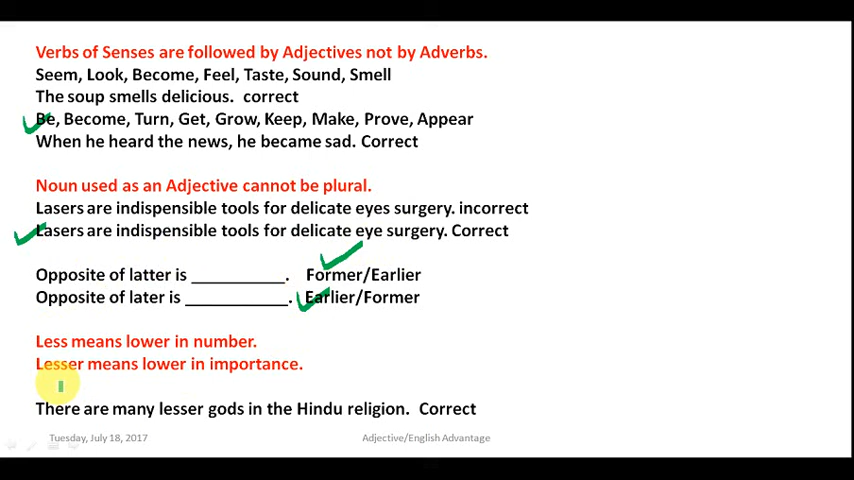 Verbs of Senses are followed by Adjectives not by Adverbs.
Seem, Look, Become, Feel, Taste, Sound, Smell
The soup smells delicious.  correct
Be, Become, Turn, Get, Grow, Keep, Make, Prove, Appear
When he heard the news, he became sad. Correct
Noun used as an Adjective cannot be plural.
Lasers are indispensible tools for delicate eyes surgery. incorrect
Lasers are indispensible tools for delicate eye surgery. Correct
Opposite of latter is __________.    Former/Earlier
Opposite of later is ___________.   Earlier/Former
Less means lower in number.
Lesser means lower in importance.
There are many lesser gods in the Hindu religion.  Correct
Tuesday, July 18, 2017    Adjective/English Advantage